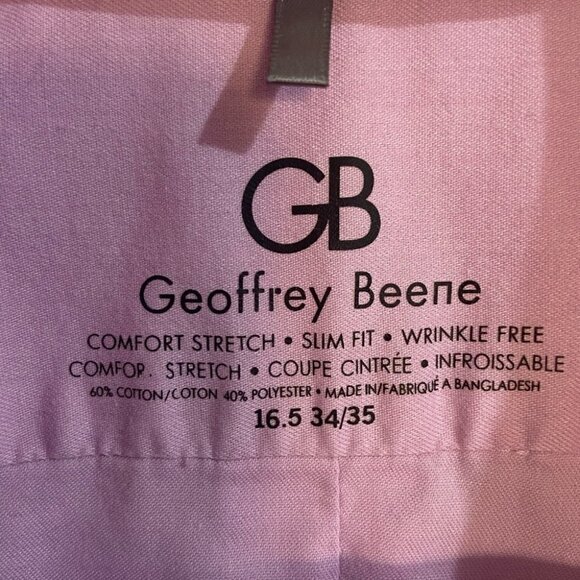 GB
Geoffrey Beene
COMFORT STRETCH • SLIM FIT • WRINKLE FREE
COMFOR. STRETCH • COUPE CINTRÉE • INFROISSABLE
60% COTTON/COTON 40% POLYESTER • MADE IN/FABRIQUÉ A BANGLADESH
16.5 34/35